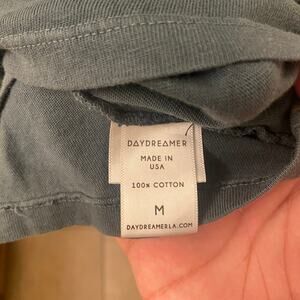 DAYDREAMER
MADE IN
USA
100% COTTON
M
DAYDREAMERLA.COM